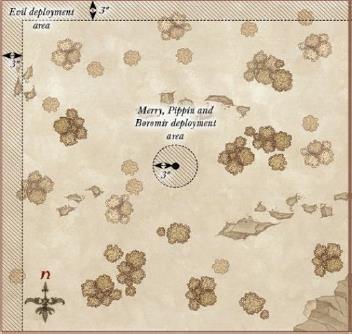 Evil deployment
area
3"
3"
Merry, Pippin and
Boromir deployment
area
3"
n